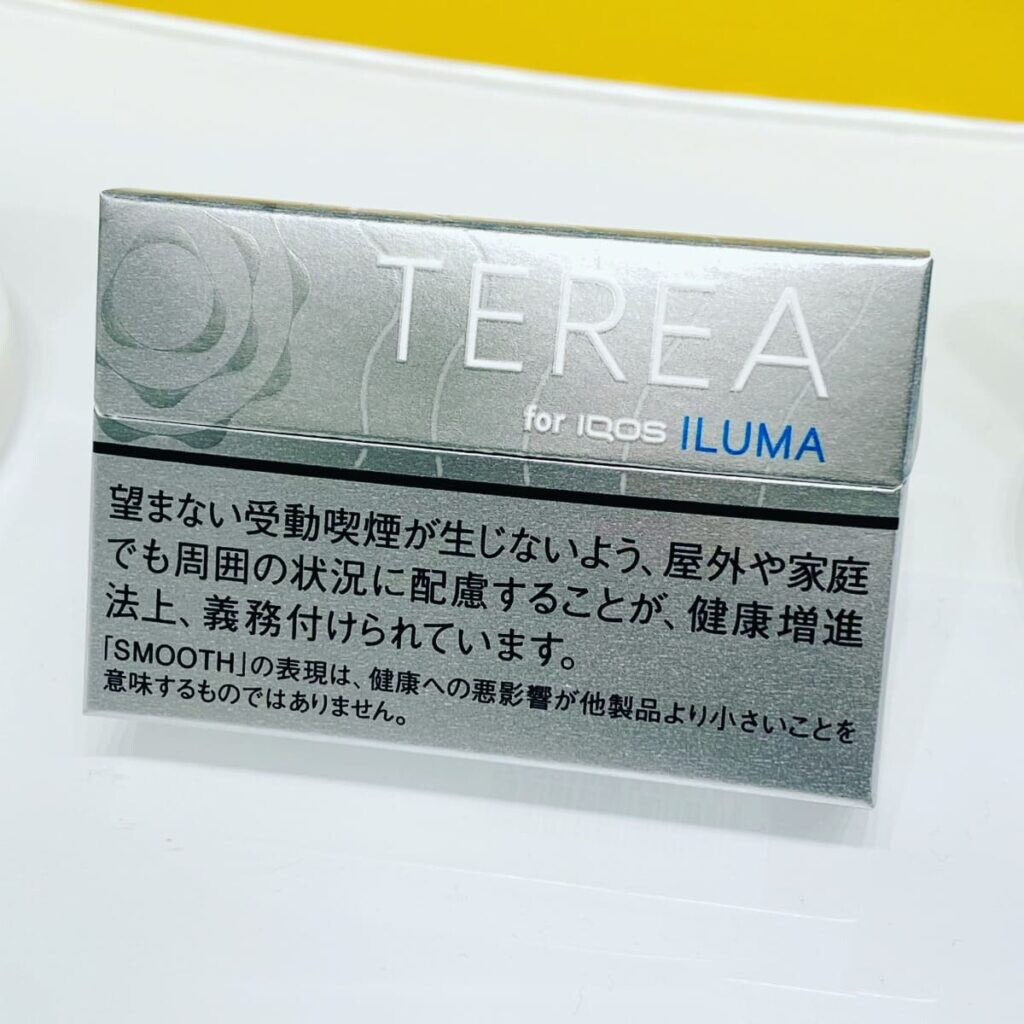 TEREA
for IQOS ILUMA
望まない受動喫煙が生じないよう、屋外や家庭
でも周囲の状況に配慮することが、健康増進
法上、義務付けられています。
「SMOOTH」の表現は、健康への悪影響が他製品より小さいことを
意味するものではありません。